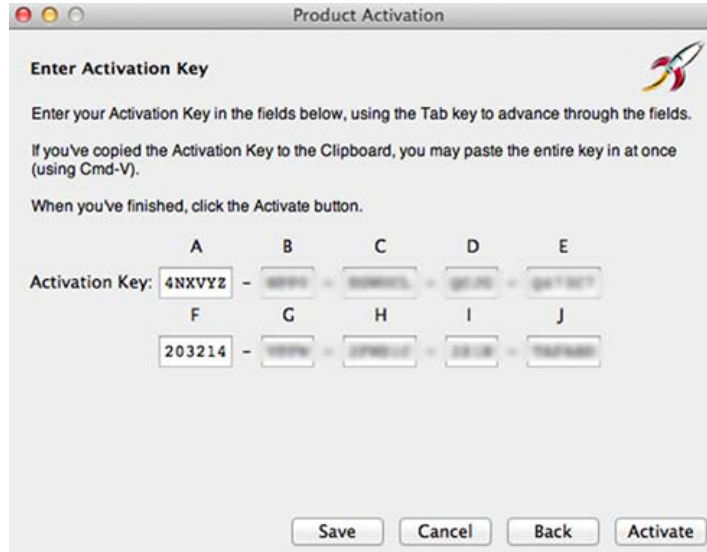 Product Activation
Enter Activation Key
Enter your Activation Key in the fields below, using the Tab key to advance through the fields.
If you've copied the Activation Key to the Clipboard, you may paste the entire key in at once
(using Cmd-V).
When you've finished, click the Activate button.
A B C D E
Activation Key: 4NXVYZ -
F G H I J
203214 -
Save Cancel Back Activate